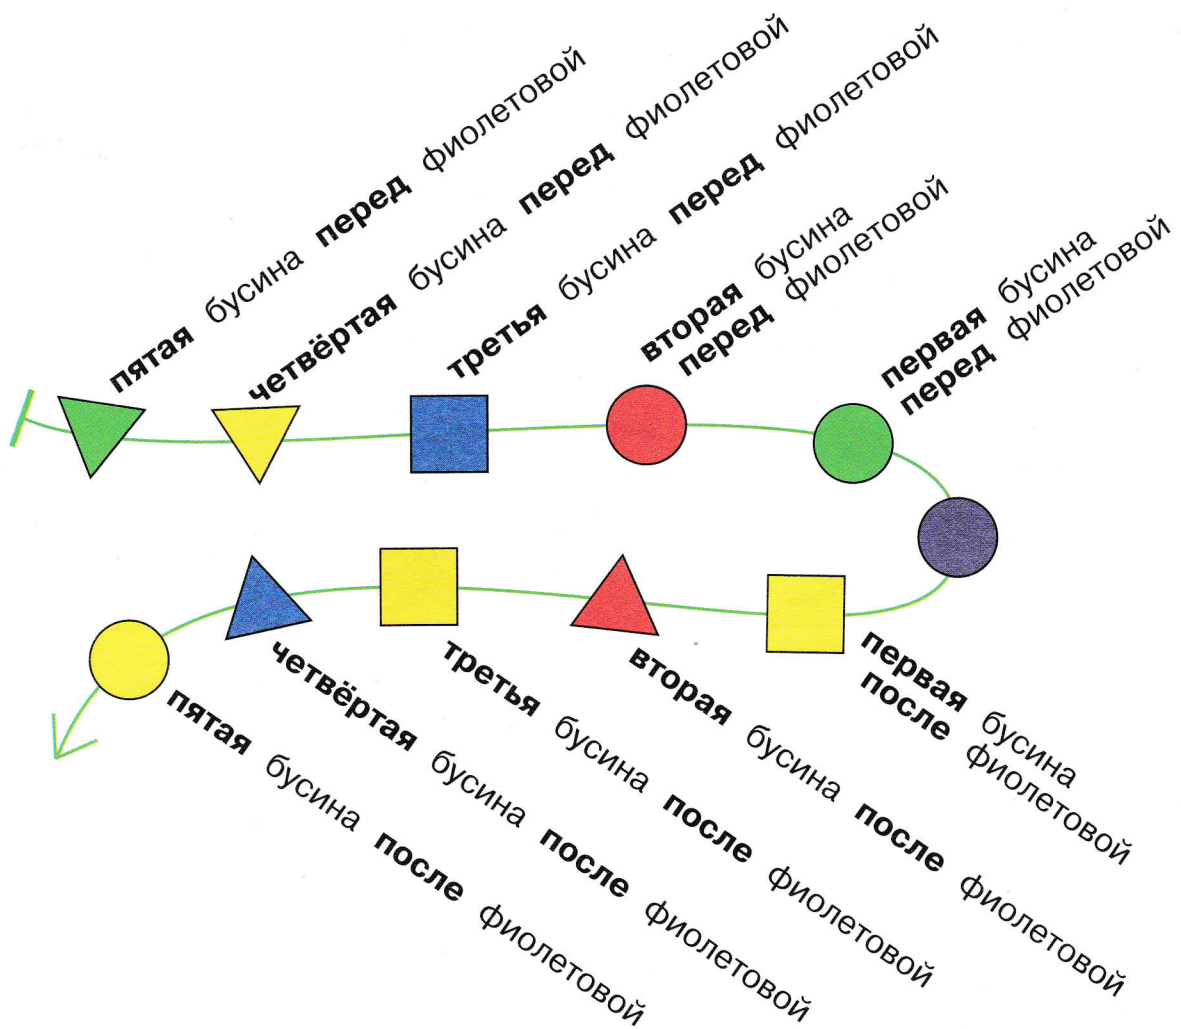 пятая бусина перед фиолетовой
четвёртая бусина перед фиолетовой
третья бусина перед фиолетовой
вторая бусина
перед фиолетовой
первая бусина
перед фиолетовой
первая бусина
после фиолетовой
вторая бусина после фиолетовой
третья бусина после фиолетовой
четвёртая бусина после фиолетовой
пятая бусина после фиолетовой